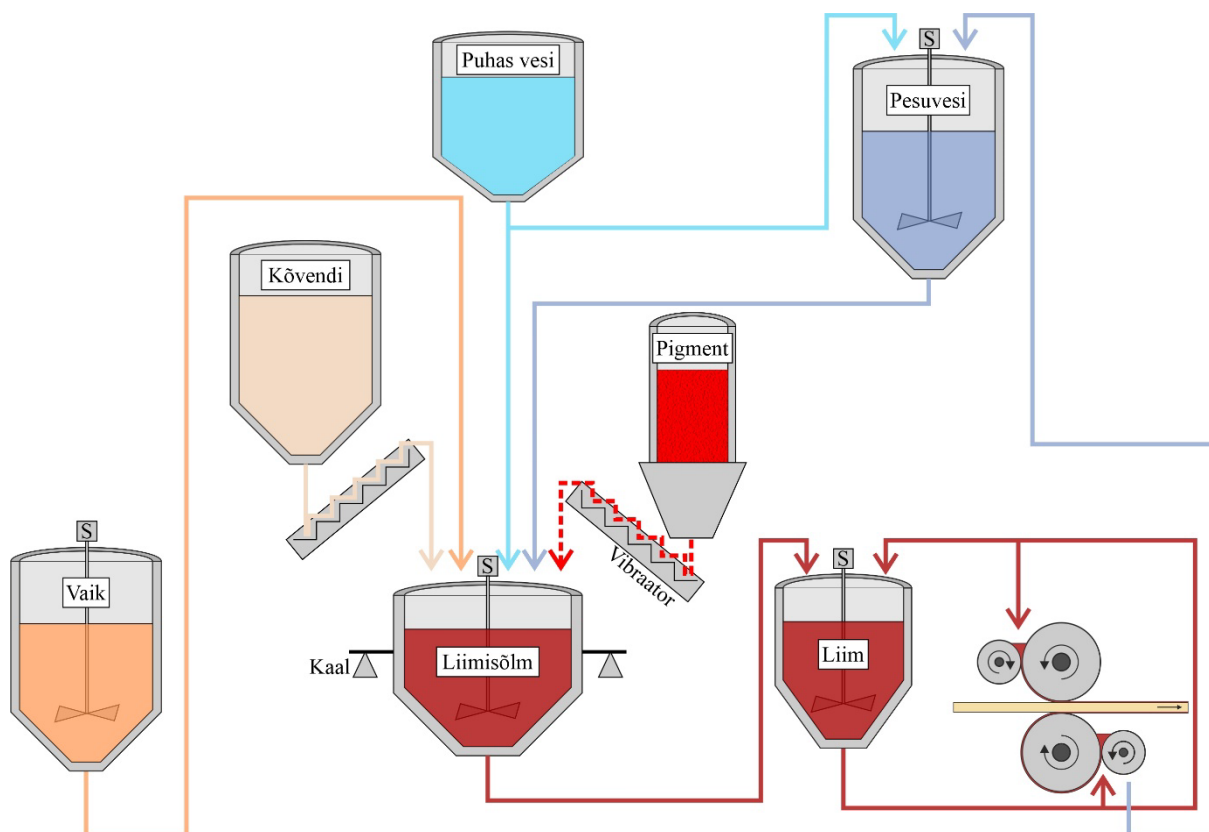 Puhas vesi
S
Pesuvesi
Kõvendi
Pigment
Vibraator
S
Vaik
S
Kaal
Liimisõlm
S
Liim